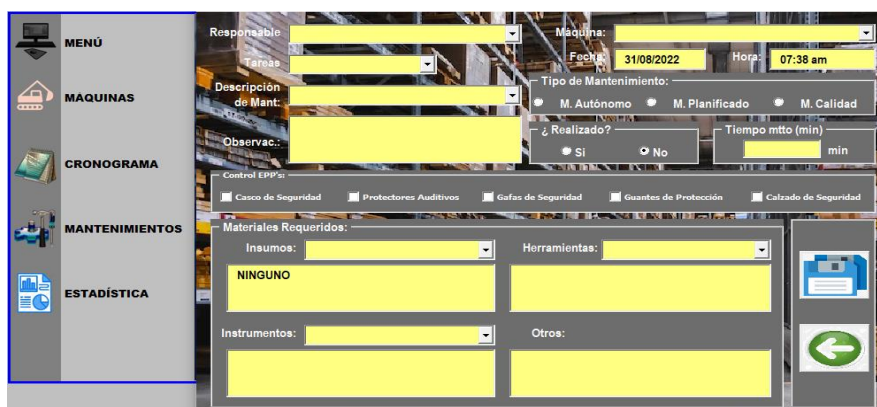 MENÚ
MÁQUINAS
CRONOGRAMA
MANTENIMIENTOS
ESTADÍSTICA
Responsable
Máquina:
Tareas
Fecha:
31/08/2022
Hora:
07:38 am
Descripción
de Mant:
Tipo de Mantenimiento:
M. Autónomo
M. Planificado
M. Calidad
Observac.:
¿ Realizado?
Si
No
Tiempo mtto (min)
min
Control EPP's:
Casco de Seguridad
Protectores Auditivos
Gafas de Seguridad
Guantes de Protección
Calzado de Seguridad
Materiales Requeridos:
Insumos:
Herramientas:
NINGUNO
Instrumentos:
Otros: